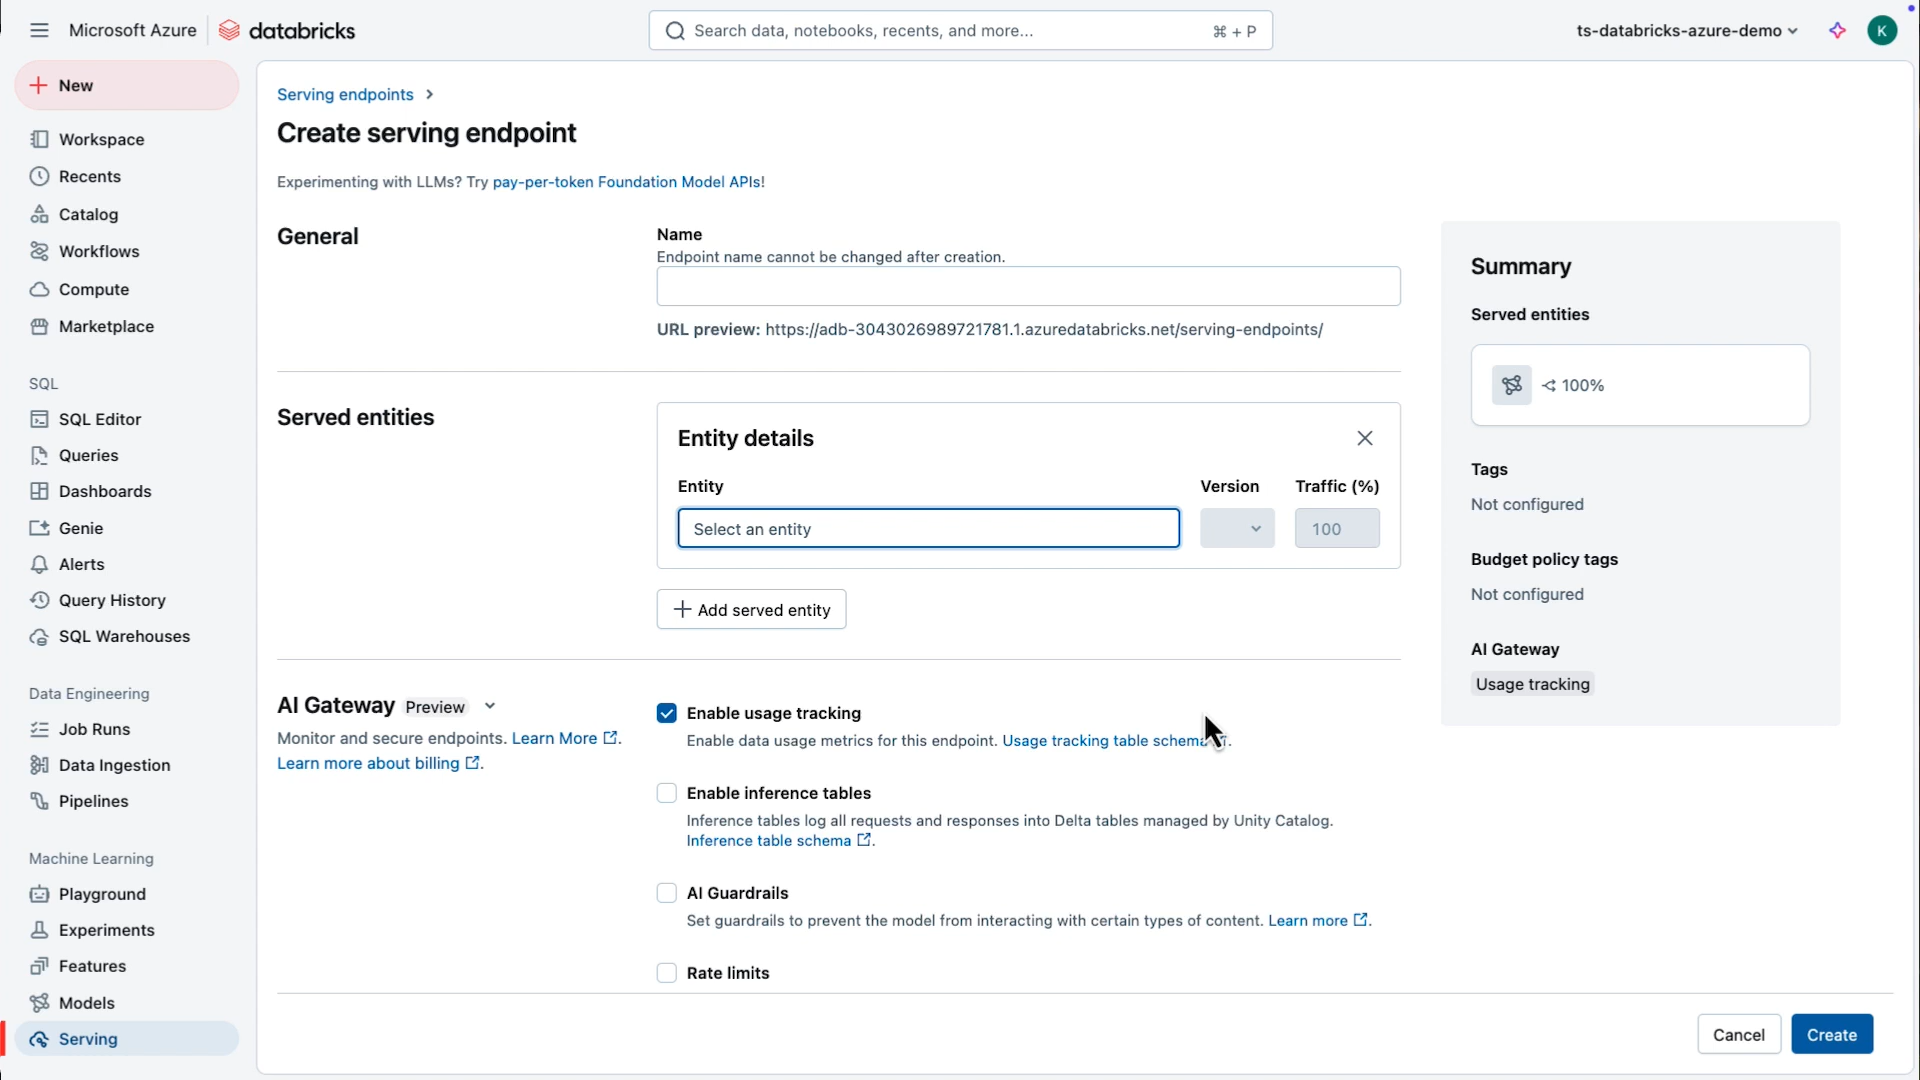 Microsoft Azure
databricks
Search data, notebooks, recents, and more...
⌘ + P
ts-databricks-azure-demo
K
New
Workspace
Recents
Catalog
Workflows
Compute
Marketplace
SQL
SQL Editor
Queries
Dashboards
Genie
Alerts
Query History
SQL Warehouses
Data Engineering
Job Runs
Data Ingestion
Pipelines
Machine Learning
Playground
Experiments
Features
Models
Serving
Serving endpoints
Create serving endpoint
Experimenting with LLMs? Try pay-per-token Foundation Model APIs!
General
Name
Endpoint name cannot be changed after creation.
URL preview: https://adb-3043026989721781.1.azuredatabricks.net/serving-endpoints/
Served entities
Entity details
Entity
Version
Traffic (%)
Select an entity
100
Add served entity
AI Gateway Preview
Monitor and secure endpoints. Learn More.
Learn more about billing.
Enable usage tracking
Enable data usage metrics for this endpoint. Usage tracking table schema.
Enable inference tables
Inference tables log all requests and responses into Delta tables managed by Unity Catalog.
Inference table schema.
AI Guardrails
Set guardrails to prevent the model from interacting with certain types of content. Learn more.
Rate limits
Summary
Served entities
100%
Tags
Not configured
Budget policy tags
Not configured
AI Gateway
Usage tracking
Cancel
Create